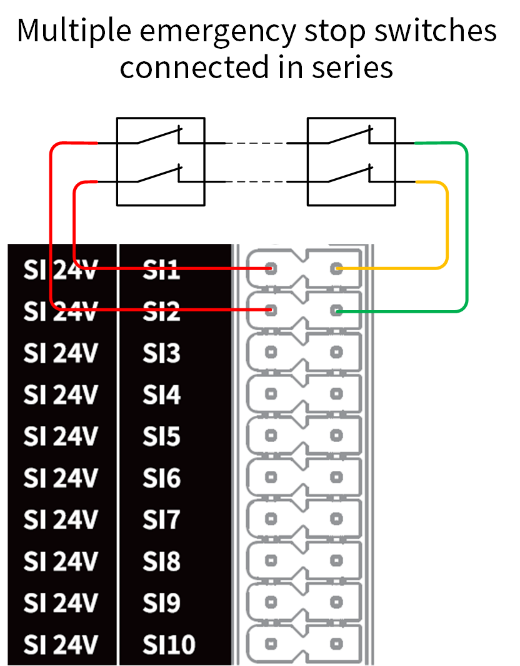 Multiple emergency stop switches
connected in series
SI 24V SI1
SI 24V SI2
SI 24V SI3
SI 24V SI4
SI 24V SI5
SI 24V SI6
SI 24V SI7
SI 24V SI8
SI 24V SI9
SI 24V SI10